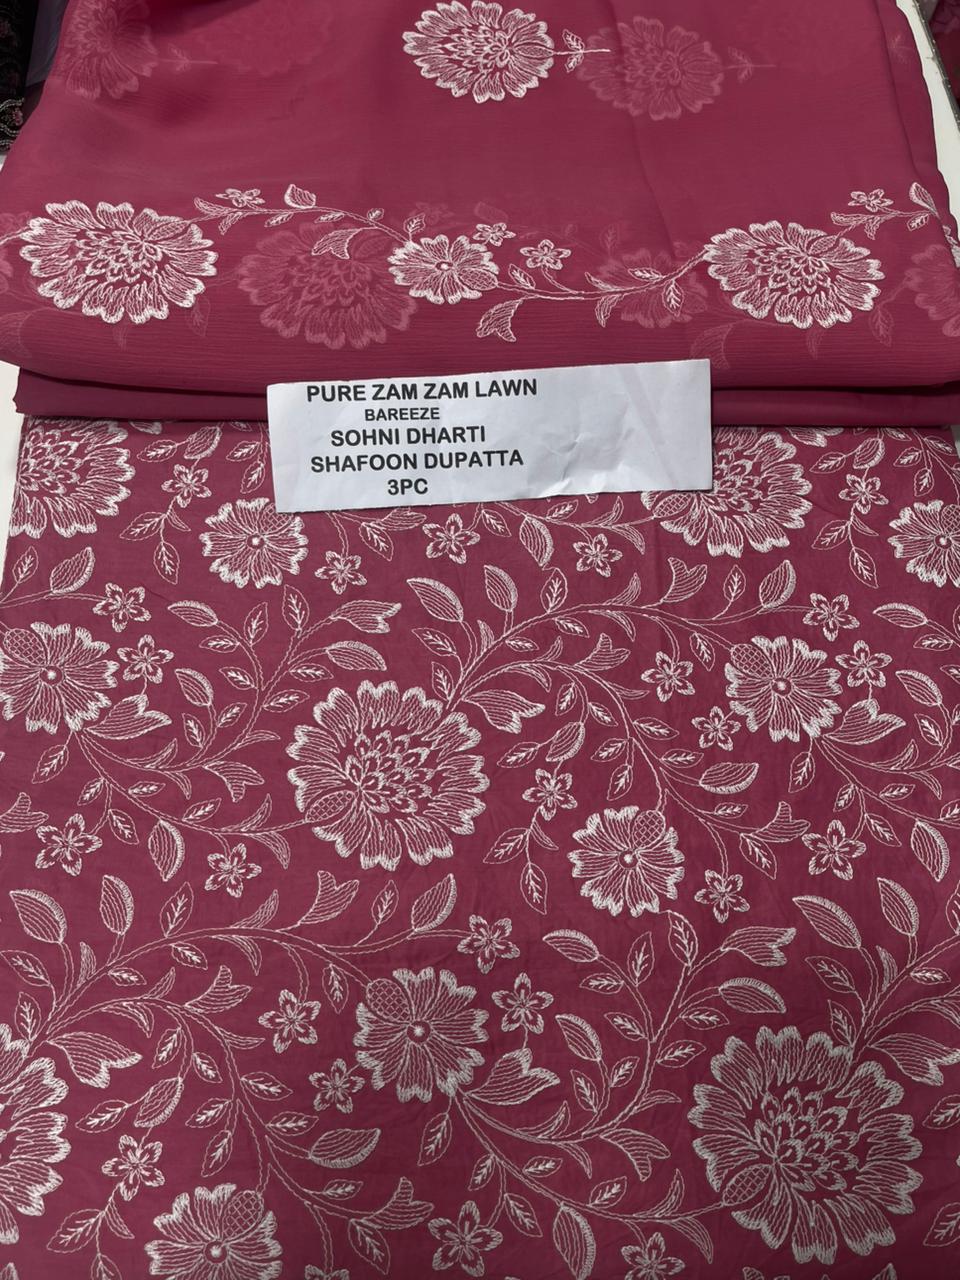 PURE ZAM ZAM LAWN
BAREEZE
SOHNI DHARTI
SHAFOON DUPATTA
3PC